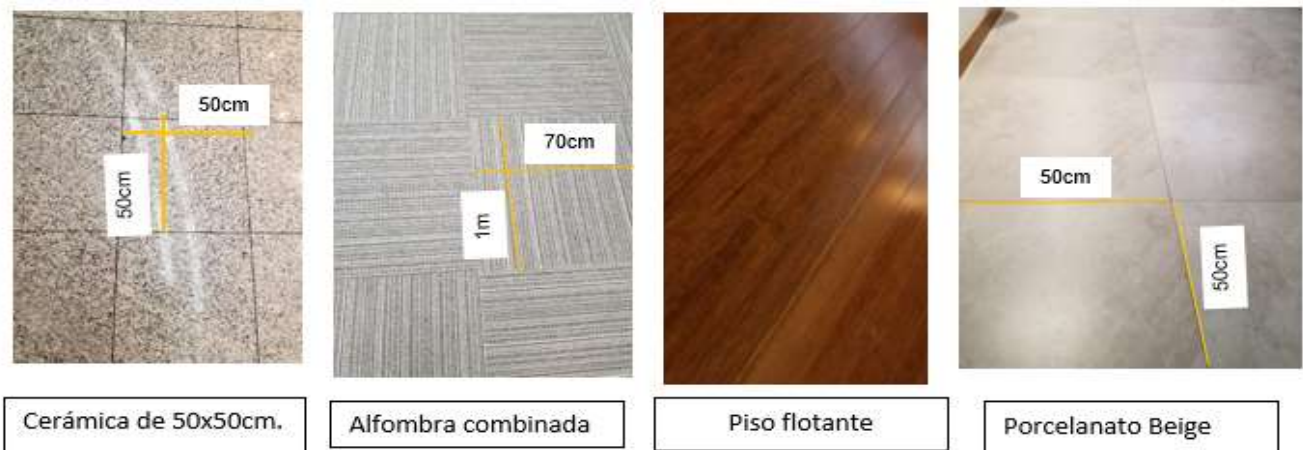 50cm
50cm
70cm
1m
50cm
50cm
Cerámica de 50x50cm.
Alfombra combinada
Piso flotante
Porcelanato Beige